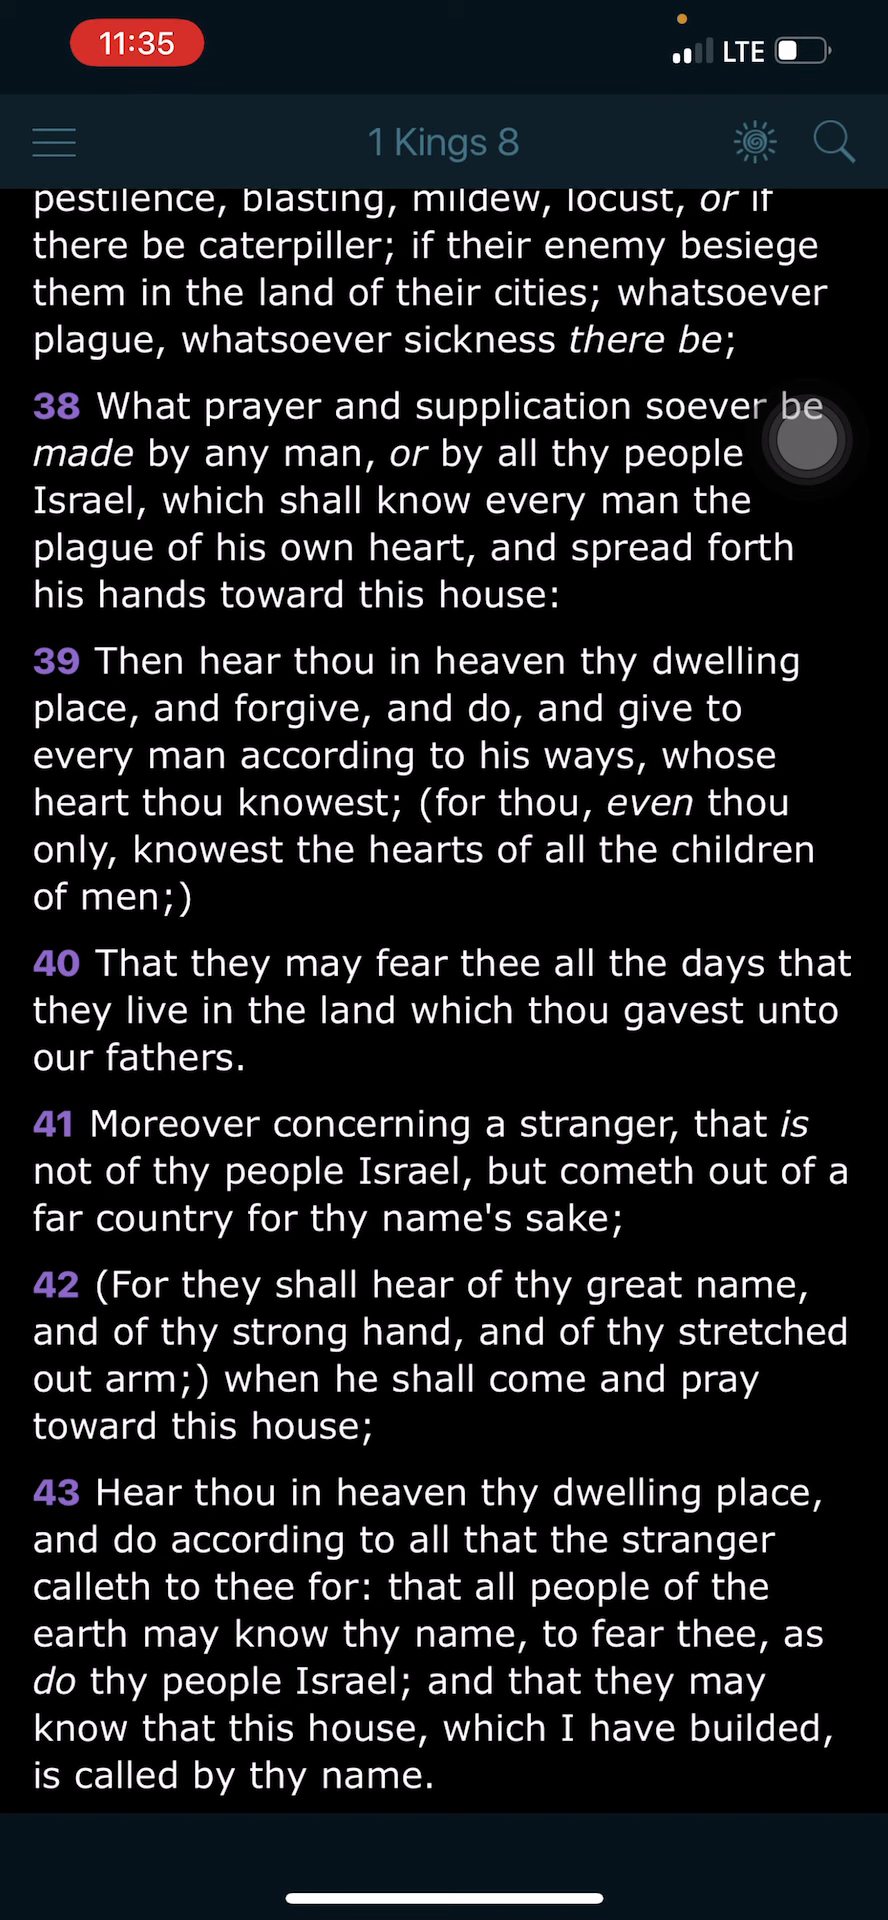 11:35
LTE
1 Kings 8
pestilence, blasting, mildew, locust, or if
there be caterpiller; if their enemy besiege
them in the land of their cities; whatsoever
plague, whatsoever sickness there be;
38 What prayer and supplication soever be
made by any man, or by all thy people
Israel, which shall know every man the
plague of his own heart, and spread forth
his hands toward this house:
39 Then hear thou in heaven thy dwelling
place, and forgive, and do, and give to
every man according to his ways, whose
heart thou knowest; (for thou, even thou
only, knowest the hearts of all the children
of men;)
40 That they may fear thee all the days that
they live in the land which thou gavest unto
our fathers.
41 Moreover concerning a stranger, that is
not of thy people Israel, but cometh out of a
far country for thy name's sake;
42 (For they shall hear of thy great name,
and of thy strong hand, and of thy stretched
out arm;) when he shall come and pray
toward this house;
43 Hear thou in heaven thy dwelling place,
and do according to all that the stranger
calleth to thee for: that all people of the
earth may know thy name, to fear thee, as
do thy people Israel; and that they may
know that this house, which I have builded,
is called by thy name.